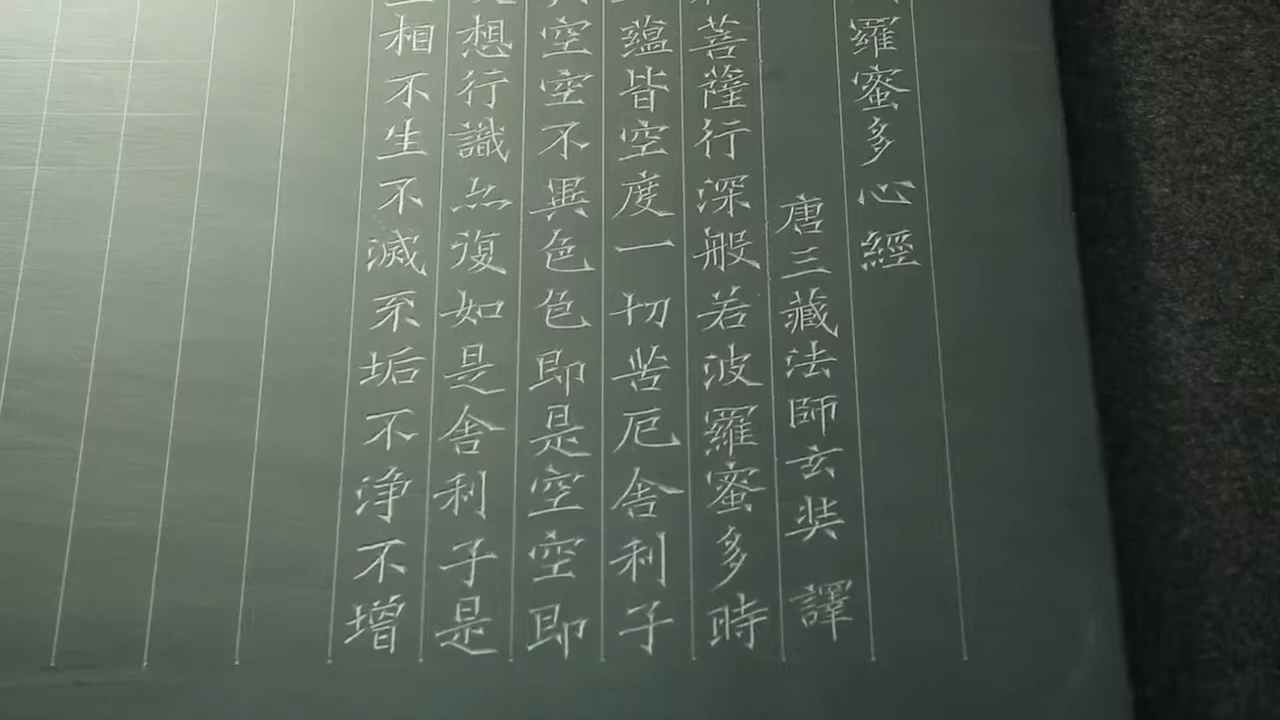 羅蜜多心經
唐三藏法師玄奘 譯
菩薩行深般若波羅蜜多時
蘊皆空度一切苦厄舍利子
空空不異色色即是空空即
想行識亦復如是舍利子是
相不生不滅不垢不浄不增